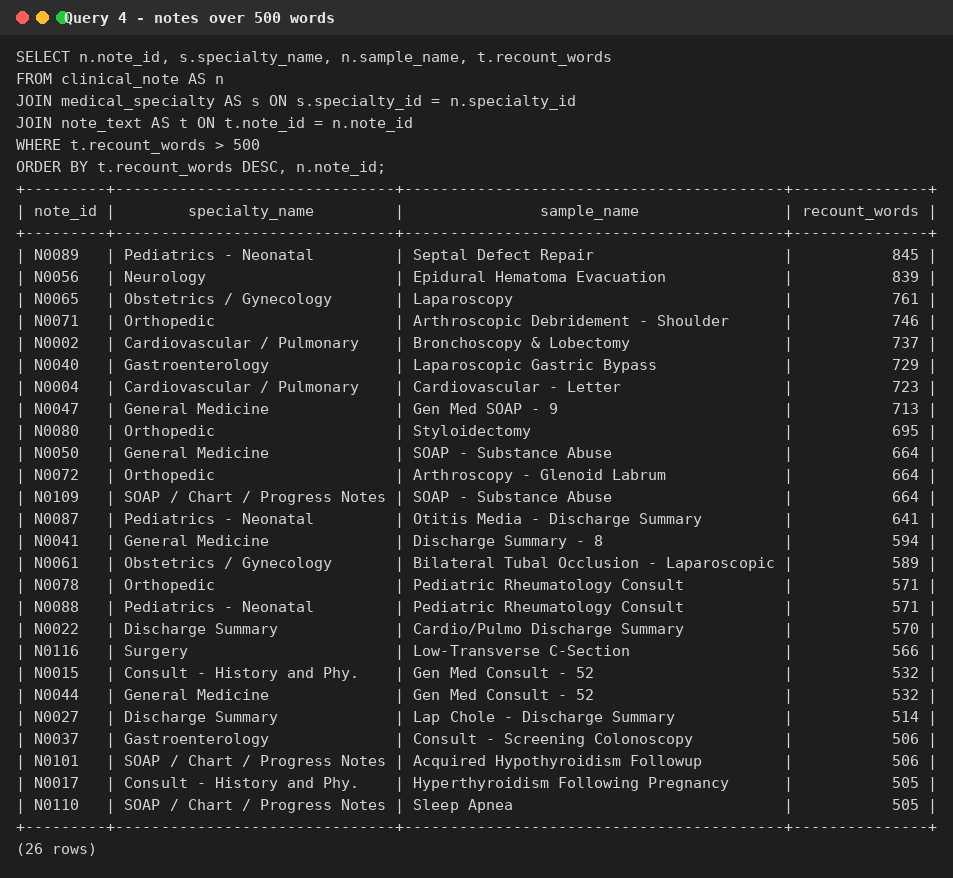 Query 4 - notes over 500 words
SELECT n.note_id, s.specialty_name, n.sample_name, t.recount_words
FROM clinical_note AS n
JOIN medical_specialty AS s ON s.specialty_id = n.specialty_id
JOIN note_text AS t ON t.note_id = n.note_id
WHERE t.recount_words > 500
ORDER BY t.recount_words DESC, n.note_id;
+---------+-------------------------------+------------------------------------------+---------------+
| note_id |        specialty_name         |               sample_name                | recount_words |
+---------+-------------------------------+------------------------------------------+---------------+
| N0089   | Pediatrics - Neonatal         | Septal Defect Repair                     |           845 |
| N0056   | Neurology                     | Epidural Hematoma Evacuation             |           839 |
| N0065   | Obstetrics / Gynecology       | Laparoscopy                              |           761 |
| N0071   | Orthopedic                    | Arthroscopic Debridement - Shoulder      |           746 |
| N0002   | Cardiovascular / Pulmonary    | Bronchoscopy & Lobectomy                 |           737 |
| N0040   | Gastroenterology              | Laparoscopic Gastric Bypass              |           729 |
| N0004   | Cardiovascular / Pulmonary    | Cardiovascular - Letter                  |           723 |
| N0047   | General Medicine              | Gen Med SOAP - 9                         |           713 |
| N0080   | Orthopedic                    | Styloidectomy                            |           695 |
| N0050   | General Medicine              | SOAP - Substance Abuse                   |           664 |
| N0072   | Orthopedic                    | Arthroscopy - Glenoid Labrum             |           664 |
| N0109   | SOAP / Chart / Progress Notes | SOAP - Substance Abuse                   |           664 |
| N0087   | Pediatrics - Neonatal         | Otitis Media - Discharge Summary         |           641 |
| N0041   | General Medicine              | Discharge Summary - 8                    |           594 |
| N0061   | Obstetrics / Gynecology       | Bilateral Tubal Occlusion - Laparoscopic |           589 |
| N0078   | Orthopedic                    | Pediatric Rheumatology Consult           |           571 |
| N0088   | Pediatrics - Neonatal         | Pediatric Rheumatology Consult           |           571 |
| N0022   | Discharge Summary             | Cardio/Pulmo Discharge Summary           |           570 |
| N0116   | Surgery                       | Low-Transverse C-Section                 |           566 |
| N0015   | Consult - History and Phy.    | Gen Med Consult - 52                     |           532 |
| N0044   | General Medicine              | Gen Med Consult - 52                     |           532 |
| N0027   | Discharge Summary             | Lap Chole - Discharge Summary            |           514 |
| N0037   | Gastroenterology              | Consult - Screening Colonoscopy          |           506 |
| N0101   | SOAP / Chart / Progress Notes | Acquired Hypothyroidism Followup         |           506 |
| N0017   | Consult - History and Phy.    | Hyperthyroidism Following Pregnancy      |           505 |
| N0110   | SOAP / Chart / Progress Notes | Sleep Apnea                              |           505 |
+---------+-------------------------------+------------------------------------------+---------------+
(26 rows)